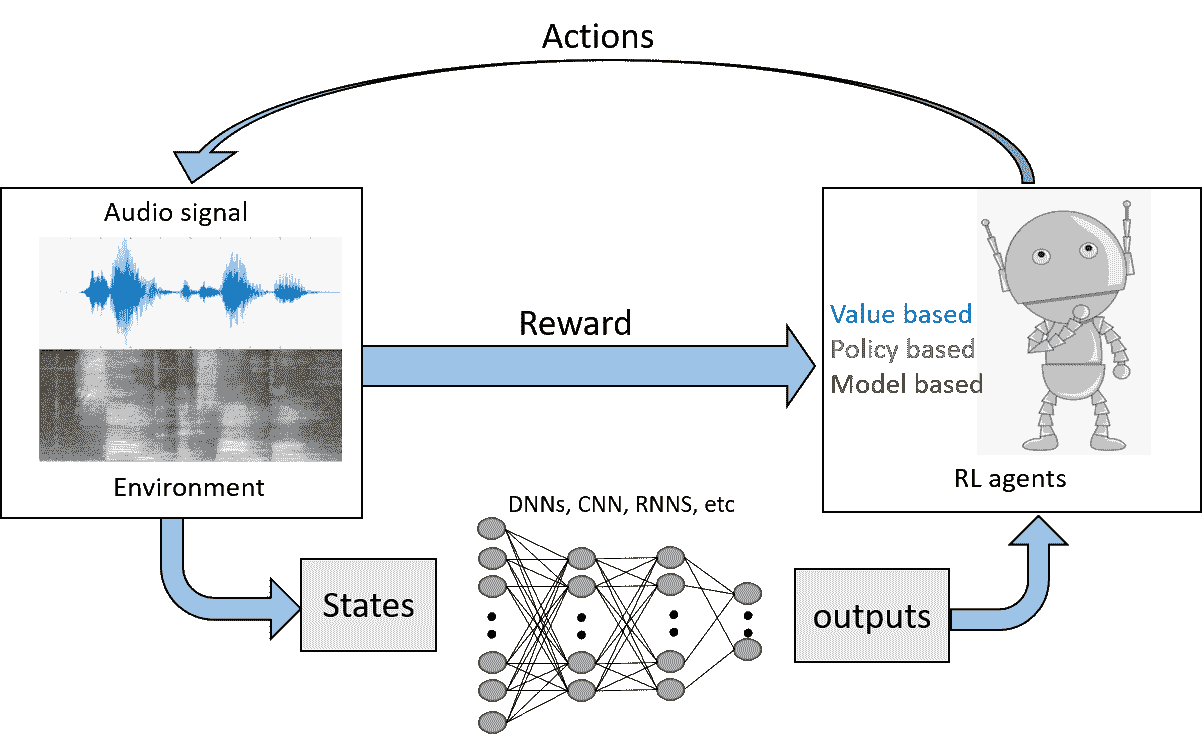 Actions
Audio signal
Reward
Value based
Policy based
Model based
Environment
RL agents
DNNs, CNN, RNNS, etc
States
outputs